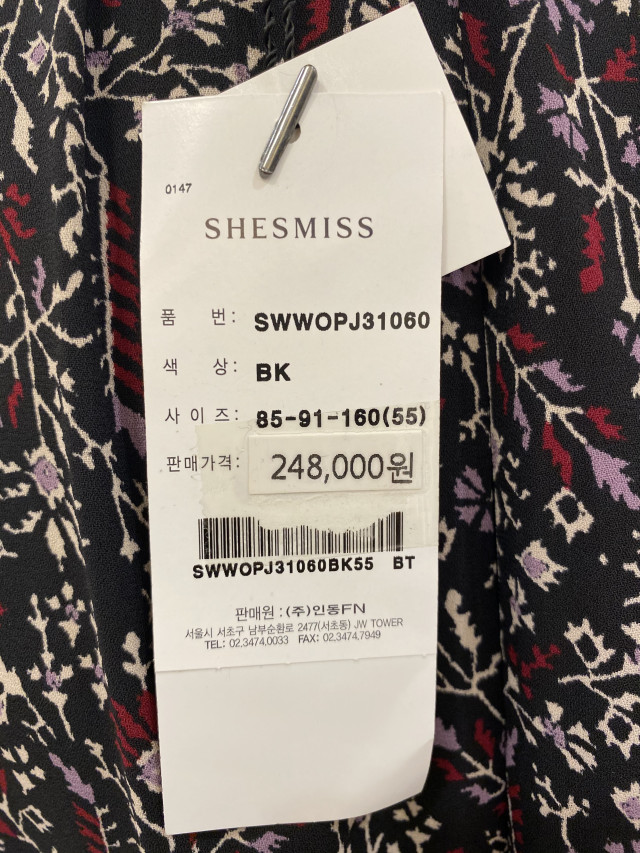 0147
SHESMISS
품 번: SWWOPJ31060
색 상: BK
사 이 즈: 85-91-160(55)
판매가격: 248,000원
SWWOPJ31060BK55 BT
판매원 : (주)인동FN
서울시 서초구 남부순환로 2477(서초동) JW TOWER
TEL: 02.3474.0033 FAX: 02.3474.7949